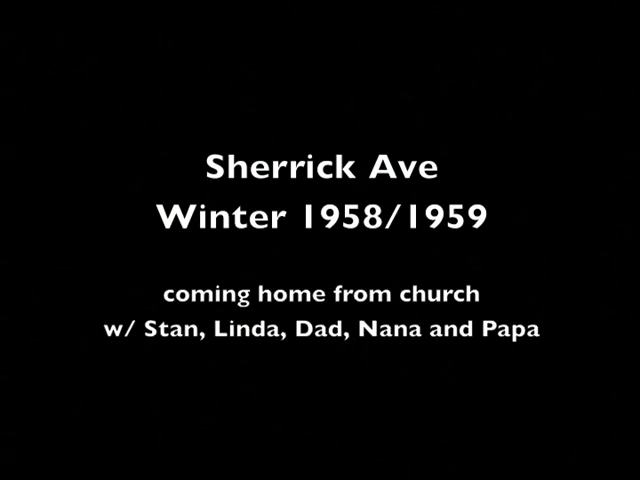 Sherrick Ave
Winter 1958/1959
coming home from church
w/ Stan, Linda, Dad, Nana and Papa